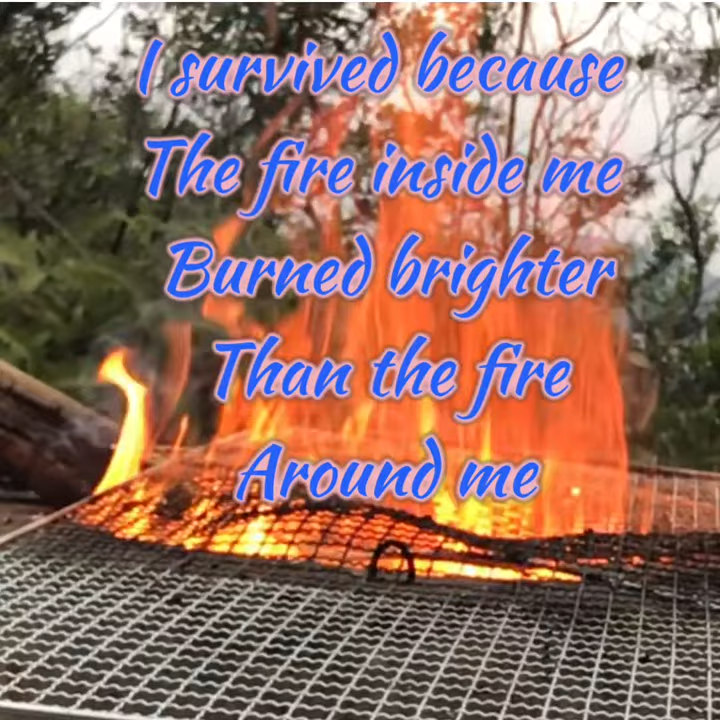 I survived because
The fire inside me
Burned brighter
Than the fire
Around me